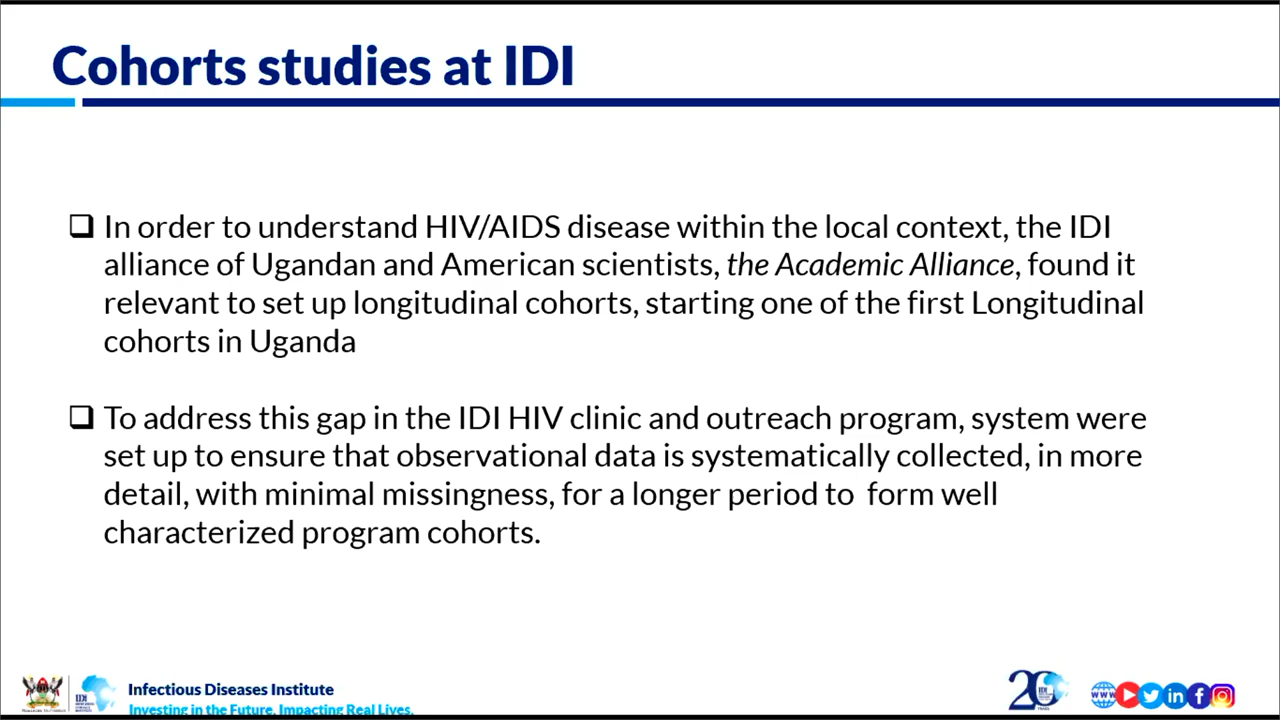 Cohorts studies at IDI
In order to understand HIV/AIDS disease within the local context, the IDI
alliance of Ugandan and American scientists, the Academic Alliance, found it
relevant to set up longitudinal cohorts, starting one of the first Longitudinal
cohorts in Uganda
To address this gap in the IDI HIV clinic and outreach program, system were
set up to ensure that observational data is systematically collected, in more
detail, with minimal missingness, for a longer period to form well
characterized program cohorts.
Infectious Diseases Institute
Investing in the Future, Impacting Real Lives.
IDI
20
www
in